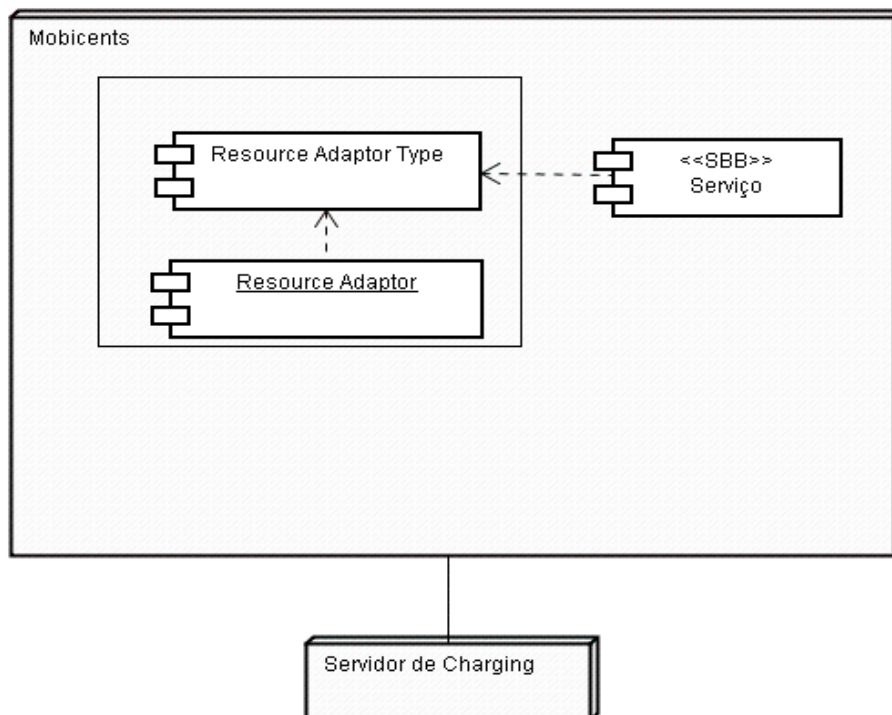 Mobicents
Resource Adaptor Type
<<SBB>>
Serviço
Resource Adaptor
Servidor de Charging